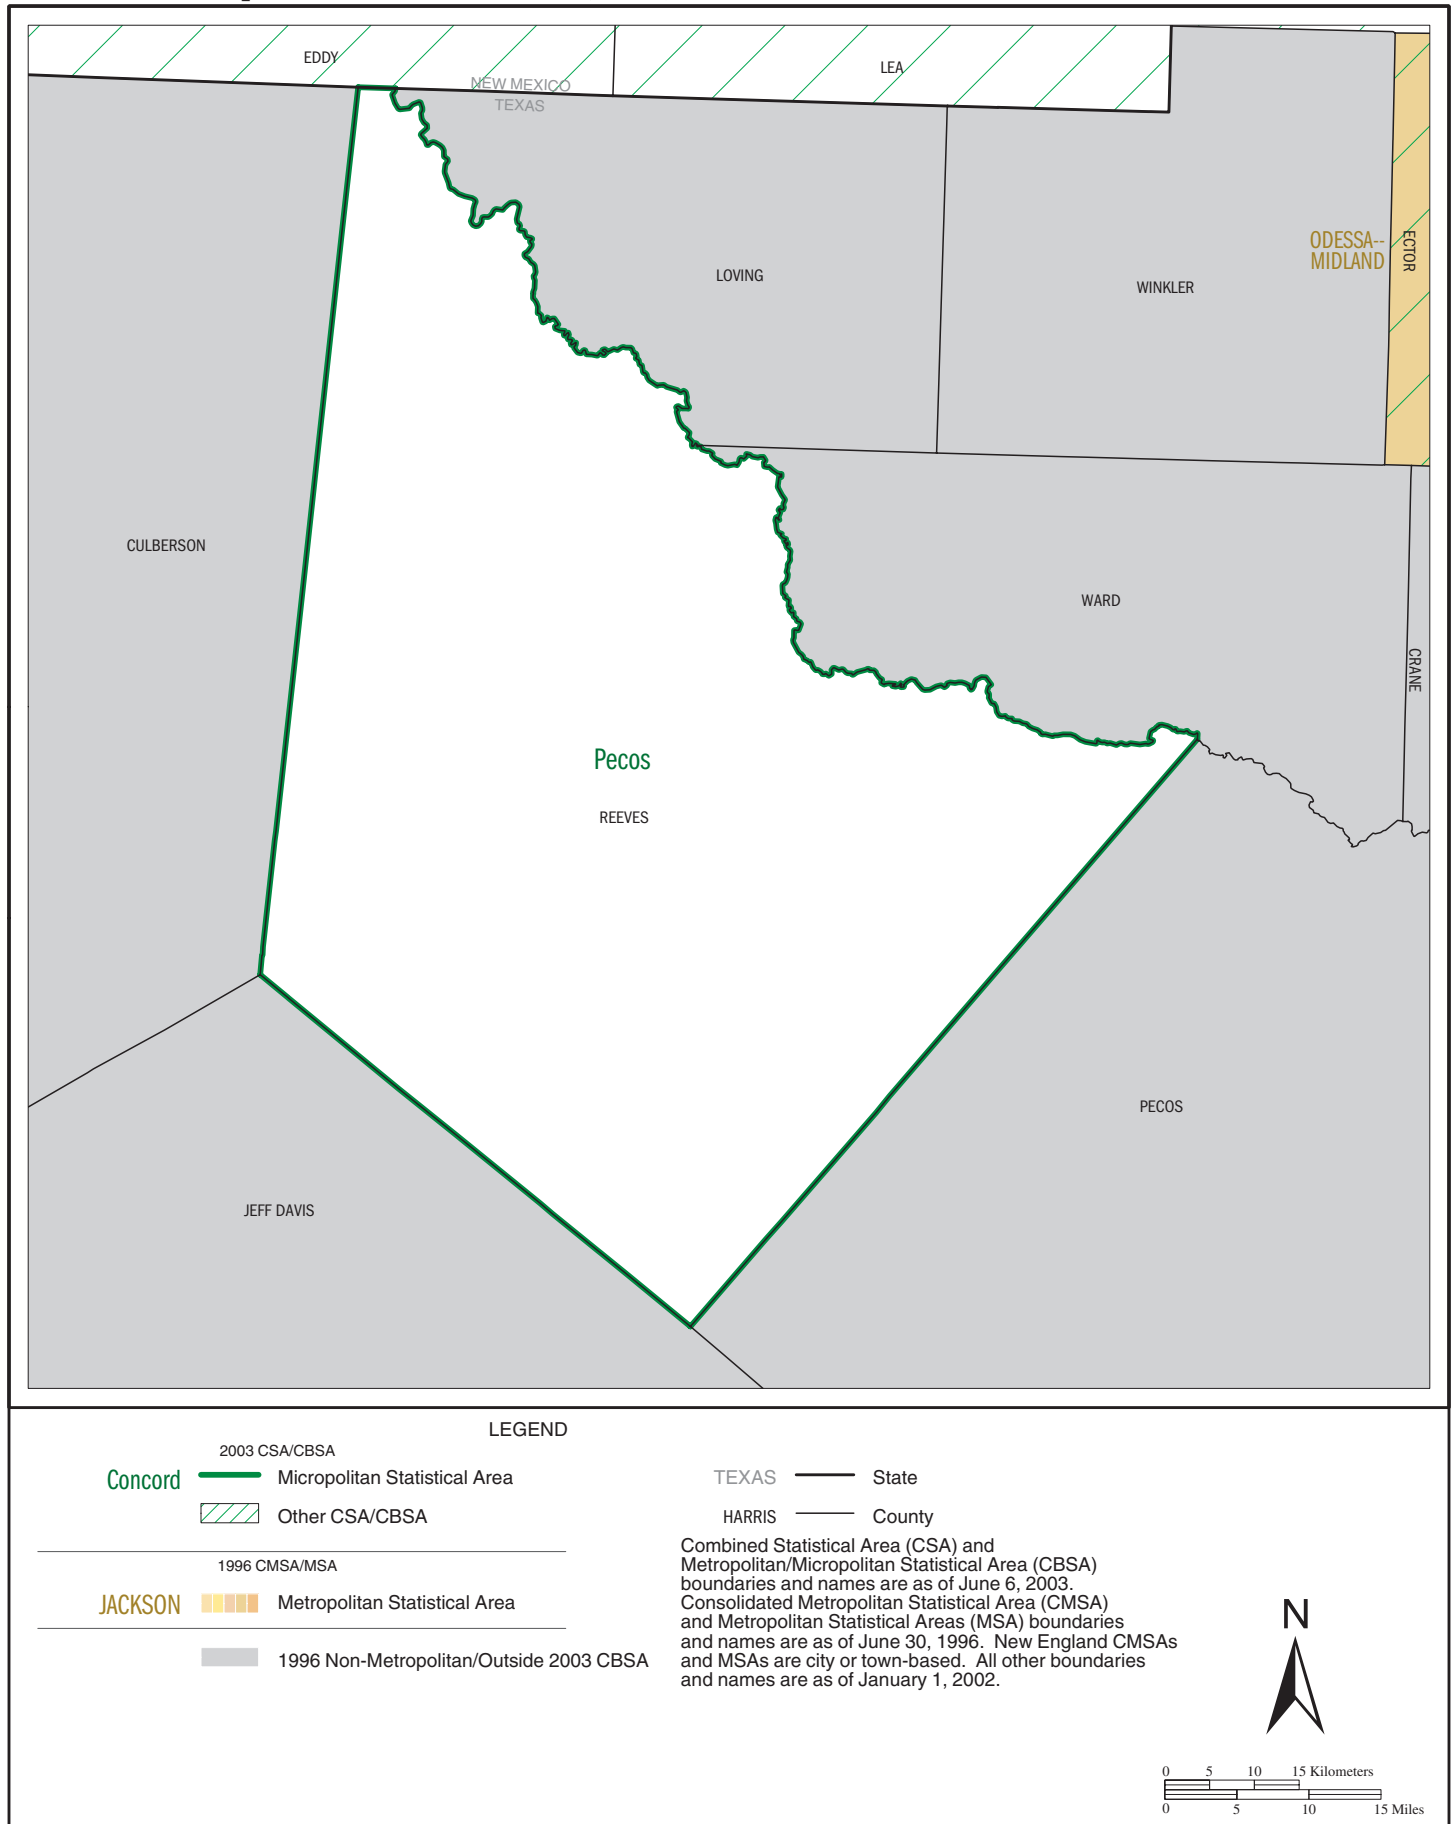 EDDY
LEA
NEW MEXICO
TEXAS
ODESSA--
MIDLAND
ECTOR
LOVING
WINKLER
CULBERSON
WARD
CRANE
Pecos
REEVES
PECOS
JEFF DAVIS
LEGEND
2003 CSA/CBSA
Concord Micropolitan Statistical Area
Other CSA/CBSA
1996 CMSA/MSA
JACKSON Metropolitan Statistical Area
1996 Non-Metropolitan/Outside 2003 CBSA
TEXAS State
HARRIS County
Combined Statistical Area (CSA) and
Metropolitan/Micropolitan Statistical Area (CBSA)
boundaries and names are as of June 6, 2003.
Consolidated Metropolitan Statistical Area (CMSA)
and Metropolitan Statistical Areas (MSA) boundaries
and names are as of June 30, 1996. New England CMSAs
and MSAs are city or town-based. All other boundaries
and names are as of January 1, 2002.
N
0 5 10 15 Kilometers
0 5 10 15 Miles